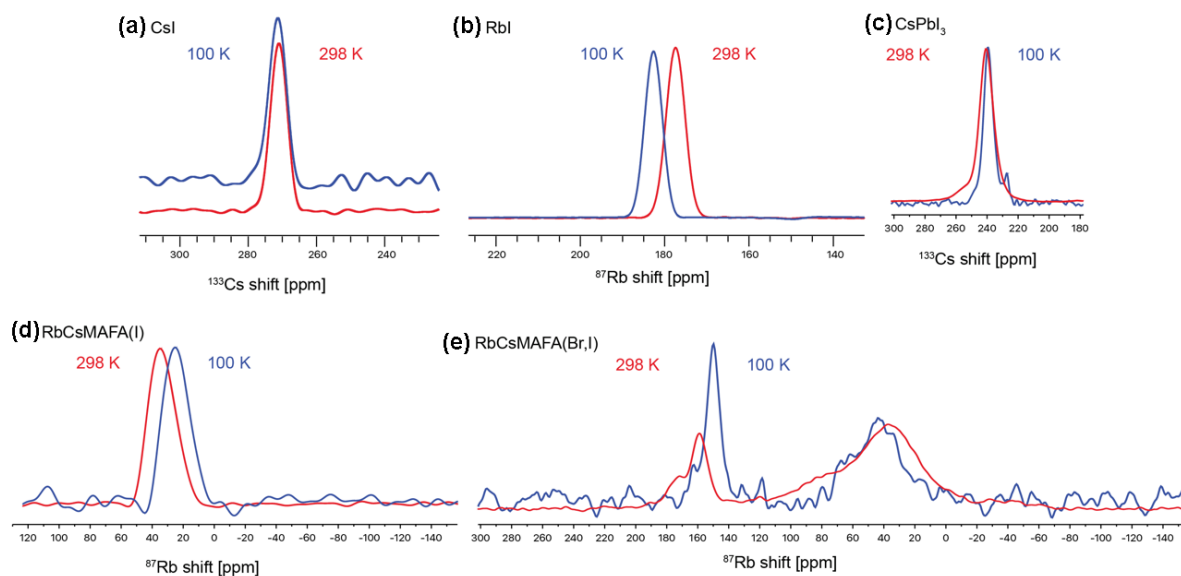 (a) CsI
100 K 298 K
300 280 260 240
¹³³Cs shift [ppm]
(b) RbI
100 K 298 K
220 200 180 160 140
⁸⁷Rb shift [ppm]
(c) CsPbI₃
298 K 100 K
300 280 260 240 220 200 180
¹³³Cs shift [ppm]
(d) RbCsMAFA(I)
298 K 100 K
120 100 80 60 40 20 0 -20 -40 -60 -80 -100 -120 -140
⁸⁷Rb shift [ppm]
(e) RbCsMAFA(Br,I)
298 K 100 K
300 280 260 240 220 200 180 160 140 120 100 80 60 40 20 0 -20 -40 -60 -80 -100 -120 -140
⁸⁷Rb shift [ppm]